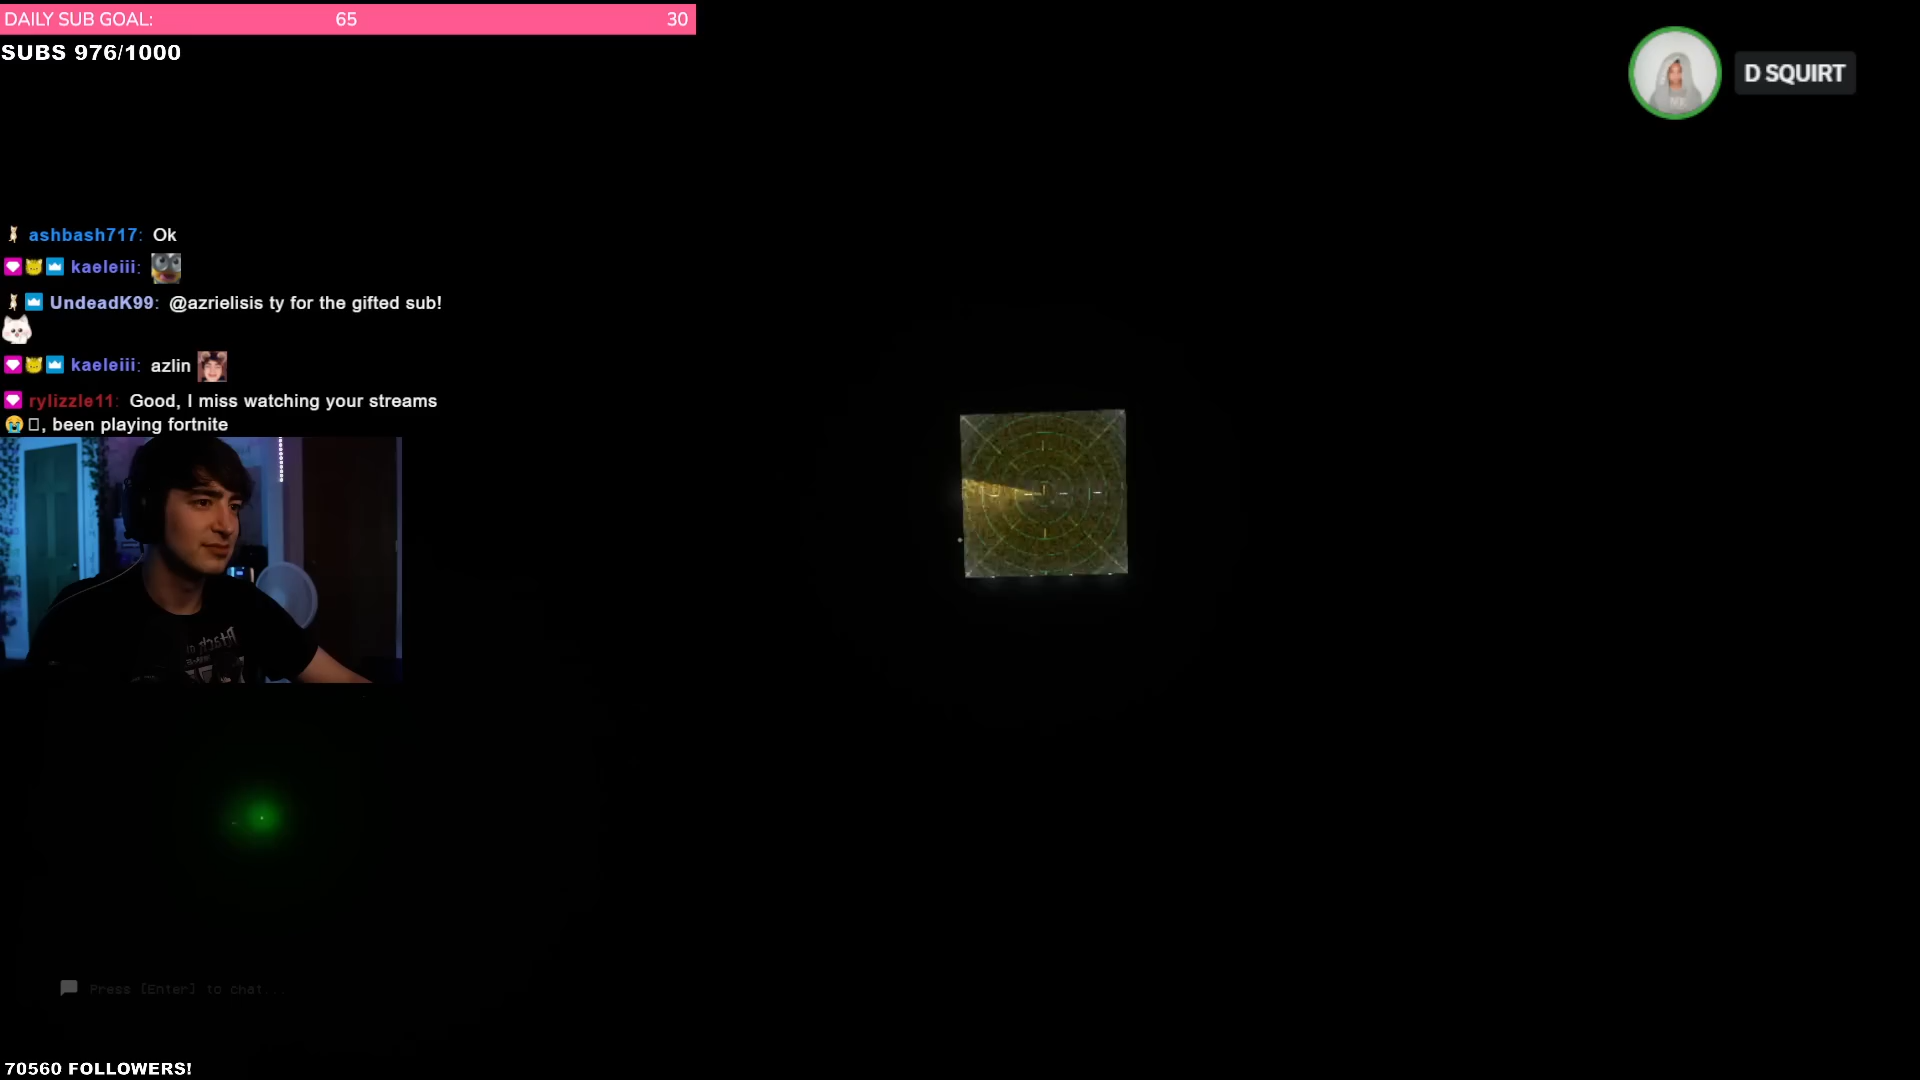 DAILY SUB GOAL: 65 30
SUBS 976/1000
D SQUIRT
ashbash717: Ok
kaeleiii:
UndeadK99: @azrielisis ty for the gifted sub!
kaeleiii: azlin
rylizzle11: Good, I miss watching your streams
😭, been playing fortnite
Press [Enter] to chat...
70560 FOLLOWERS!